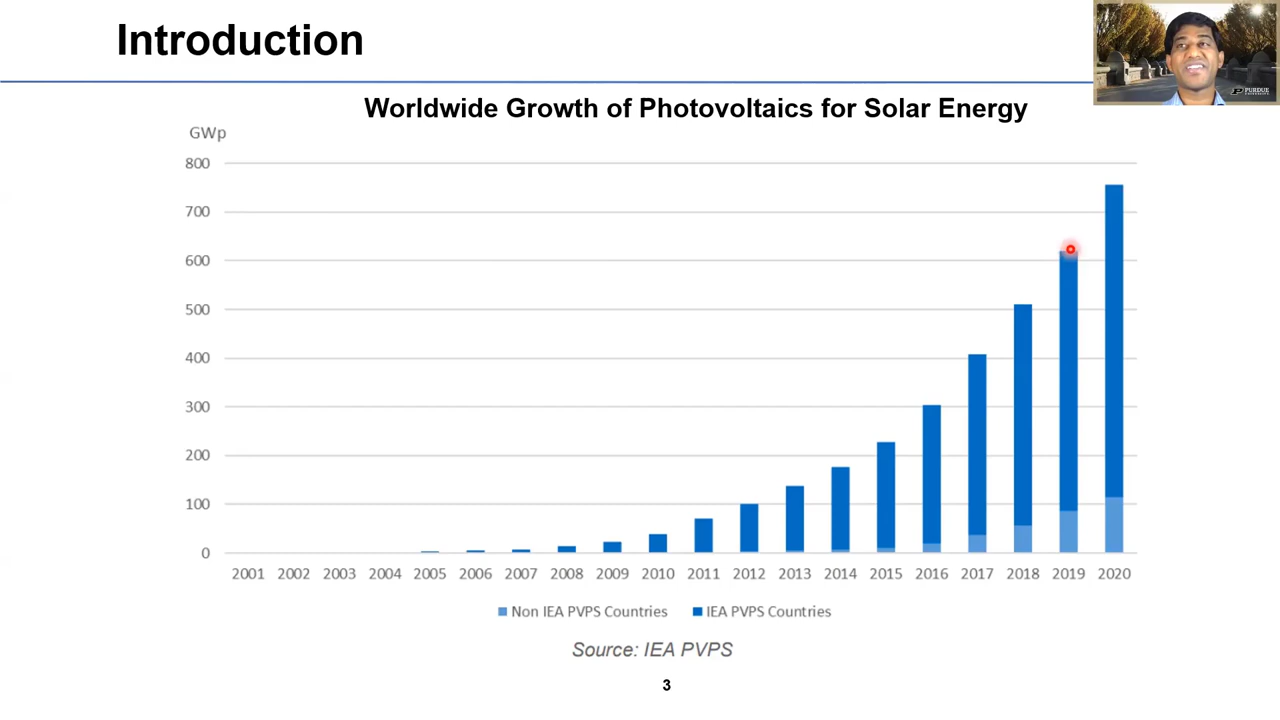 Introduction
PURDUE
UNIVERSITY
Worldwide Growth of Photovoltaics for Solar Energy
GWp
800
700
600
500
400
300
200
100
0
2001 2002 2003 2004 2005 2006 2007 2008 2009 2010 2011 2012 2013 2014 2015 2016 2017 2018 2019 2020
Non IEA PVPS Countries IEA PVPS Countries
Source: IEA PVPS
3